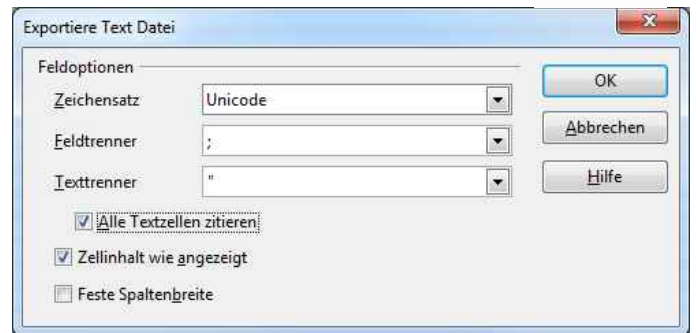 Exportiere Text Datei
Feldoptionen
Zeichensatz Unicode
Feldtrenner ;
Texttrenner "
Alle Textzellen zitieren
Zellinhalt wie angezeigt
Feste Spaltenbreite
OK
Abbrechen
Hilfe